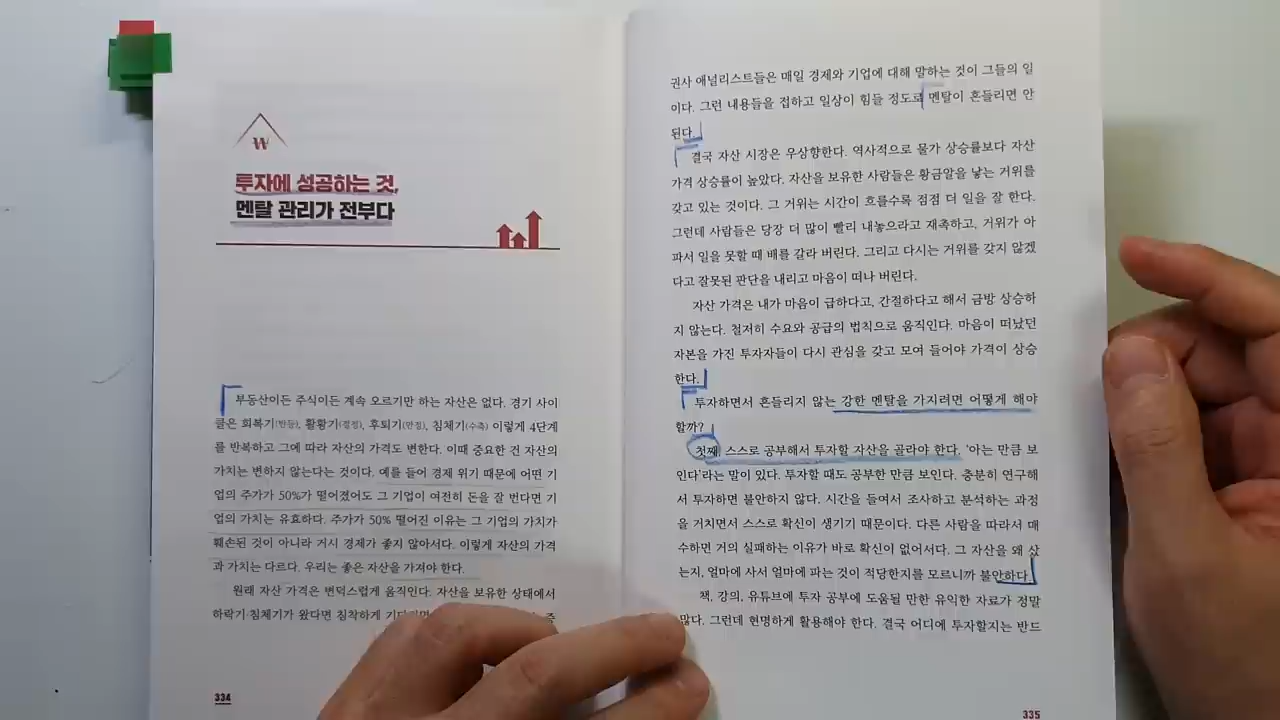 W
투자에 성공하는 것,
멘탈 관리가 전부다
부동산이든 주식이든 계속 오르기만 하는 자산은 없다. 경기 사이
클은 회복기(반등), 활황기(결정), 후퇴기(만점), 침체기(수축) 이렇게 4단계
를 반복하고 그에 따라 자산의 가격도 변한다. 이때 중요한 건 자산의
가치는 변하지 않는다는 것이다. 예를 들어 경제 위기 때문에 어떤 기
업의 주가가 50%가 떨어졌어도 그 기업이 여전히 돈을 잘 번다면 기
업의 가치는 유효하다. 주가가 50% 떨어진 이유는 그 기업의 가치가
훼손된 것이 아니라 거시 경제가 좋지 않아서다. 이렇게 자산의 가격
과 가치는 다르다. 우리는 좋은 자산을 가져야 한다.
원래 자산 가격은 변덕스럽게 움직인다. 자산을 보유한 상태에서
하락기·침체기가 왔다면 침착하게 증
334
권사 애널리스트들은 매일 경제와 기업에 대해 말하는 것이 그들의 일
이다. 그런 내용들을 접하고 일상이 힘들 정도로 멘탈이 흔들리면 안
된다.
결국 자산 시장은 우상향한다. 역사적으로 물가 상승률보다 자산
가격 상승률이 높았다. 자산을 보유한 사람들은 황금알을 낳는 거위를
갖고 있는 것이다. 그 거위는 시간이 흐를수록 점점 더 일을 잘 한다.
그런데 사람들은 당장 더 많이 빨리 내놓으라고 재촉하고, 거위가 아
파서 일을 못할 때 배를 갈라 버린다. 그리고 다시는 거위를 갖지 않겠
다고 잘못된 판단을 내리고 마음이 떠나 버린다.
자산 가격은 내가 마음이 급하다고, 간절하다고 해서 금방 상승하
지 않는다. 철저히 수요와 공급의 법칙으로 움직인다. 마음이 떠났던
자본을 가진 투자자들이 다시 관심을 갖고 모여 들어야 가격이 상승
한다.
투자하면서 흔들리지 않는 강한 멘탈을 가지려면 어떻게 해야
할까?
첫째, 스스로 공부해서 투자할 자산을 골라야 한다. '아는 만큼 보
인다'라는 말이 있다. 투자할 때도 공부한 만큼 보인다. 충분히 연구해
서 투자하면 불안하지 않다. 시간을 들여서 조사하고 분석하는 과정
을 거치면서 스스로 확신이 생기기 때문이다. 다른 사람을 따라서 매
수하면 거의 실패하는 이유가 바로 확신이 없어서다. 그 자산을 왜 샀
는지, 얼마에 사서 얼마에 파는 것이 적당한지를 모르니까 불안하다.
책, 강의, 유튜브에 투자 공부에 도움될 만한 유익한 자료가 정말
많다. 그런데 현명하게 활용해야 한다. 결국 어디에 투자할지는 반드
335